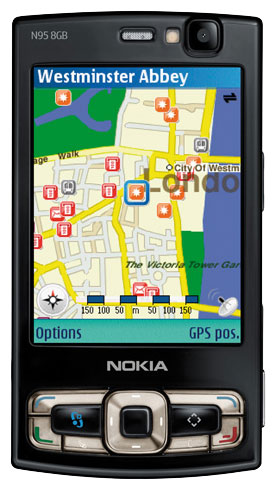 N95 8GB
Westminster Abbey
age Walk
City Of Westm
Londo
The Victoria Tower Gar
150 100 50 m 50 100 150
Options GPS pos.
NOKIA